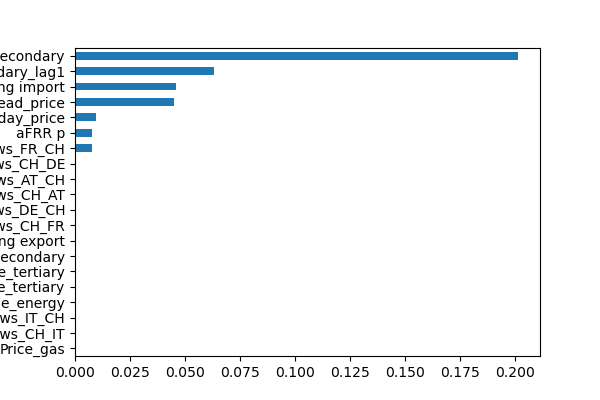 econdary
dary_lag1
ng import
ead_price
day_price
aFRR p
ws_FR_CH
ws_CH_DE
ws_AT_CH
ws_CH_AT
ws_DE_CH
ws_CH_FR
ng export
econdary
e_tertiary
e_tertiary
e_energy
ws_IT_CH
ws_CH_IT
Price_gas
0.000 0.025 0.050 0.075 0.100 0.125 0.150 0.175 0.200